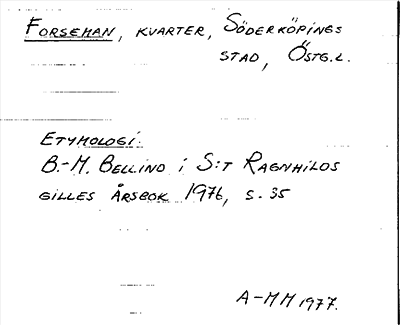 FORSEMAN, KVARTER, SÖDERKÖPINGS
STAD, ÖSTG.L.
ETYMOLOGI:
B.-M. BELLIND i S:T RAGNHILDS
GILLES ÅRSBOK 1976, s. 35
A-MM 1977.